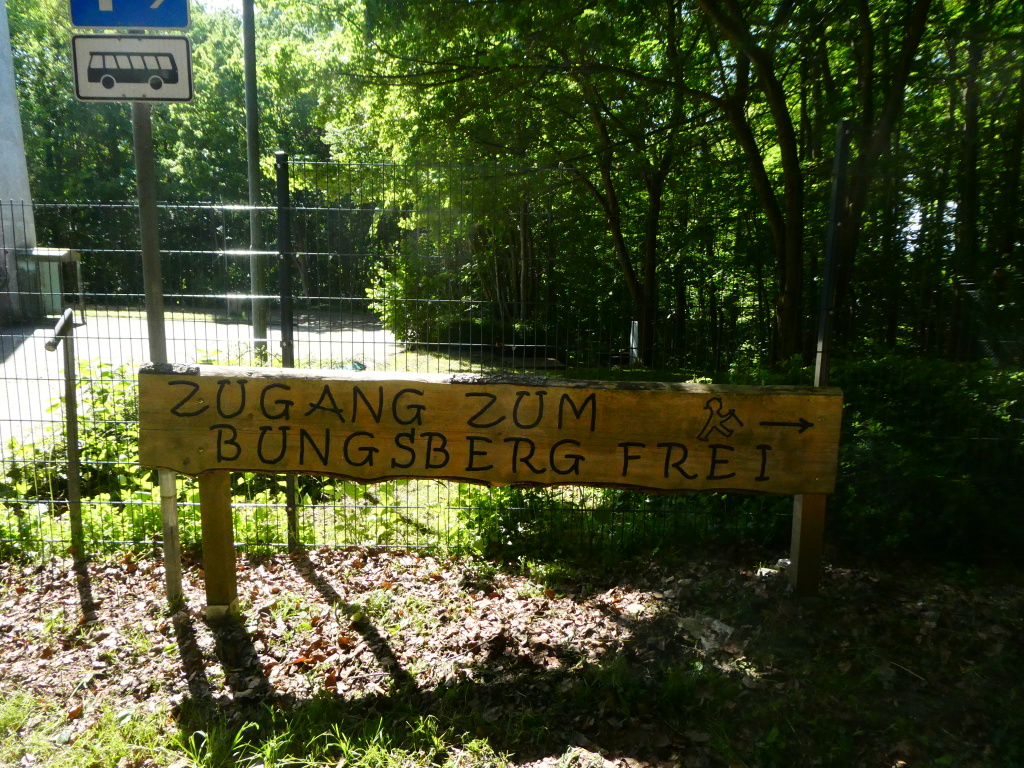 ZUGANG ZUM
BUNGSBERG FREI →